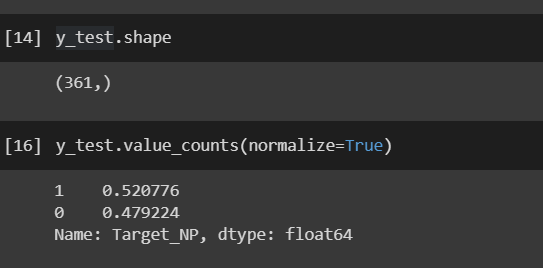 [14] y_test.shape
(361,)
[16] y_test.value_counts(normalize=True)
1    0.520776
0    0.479224
Name: Target_NP, dtype: float64